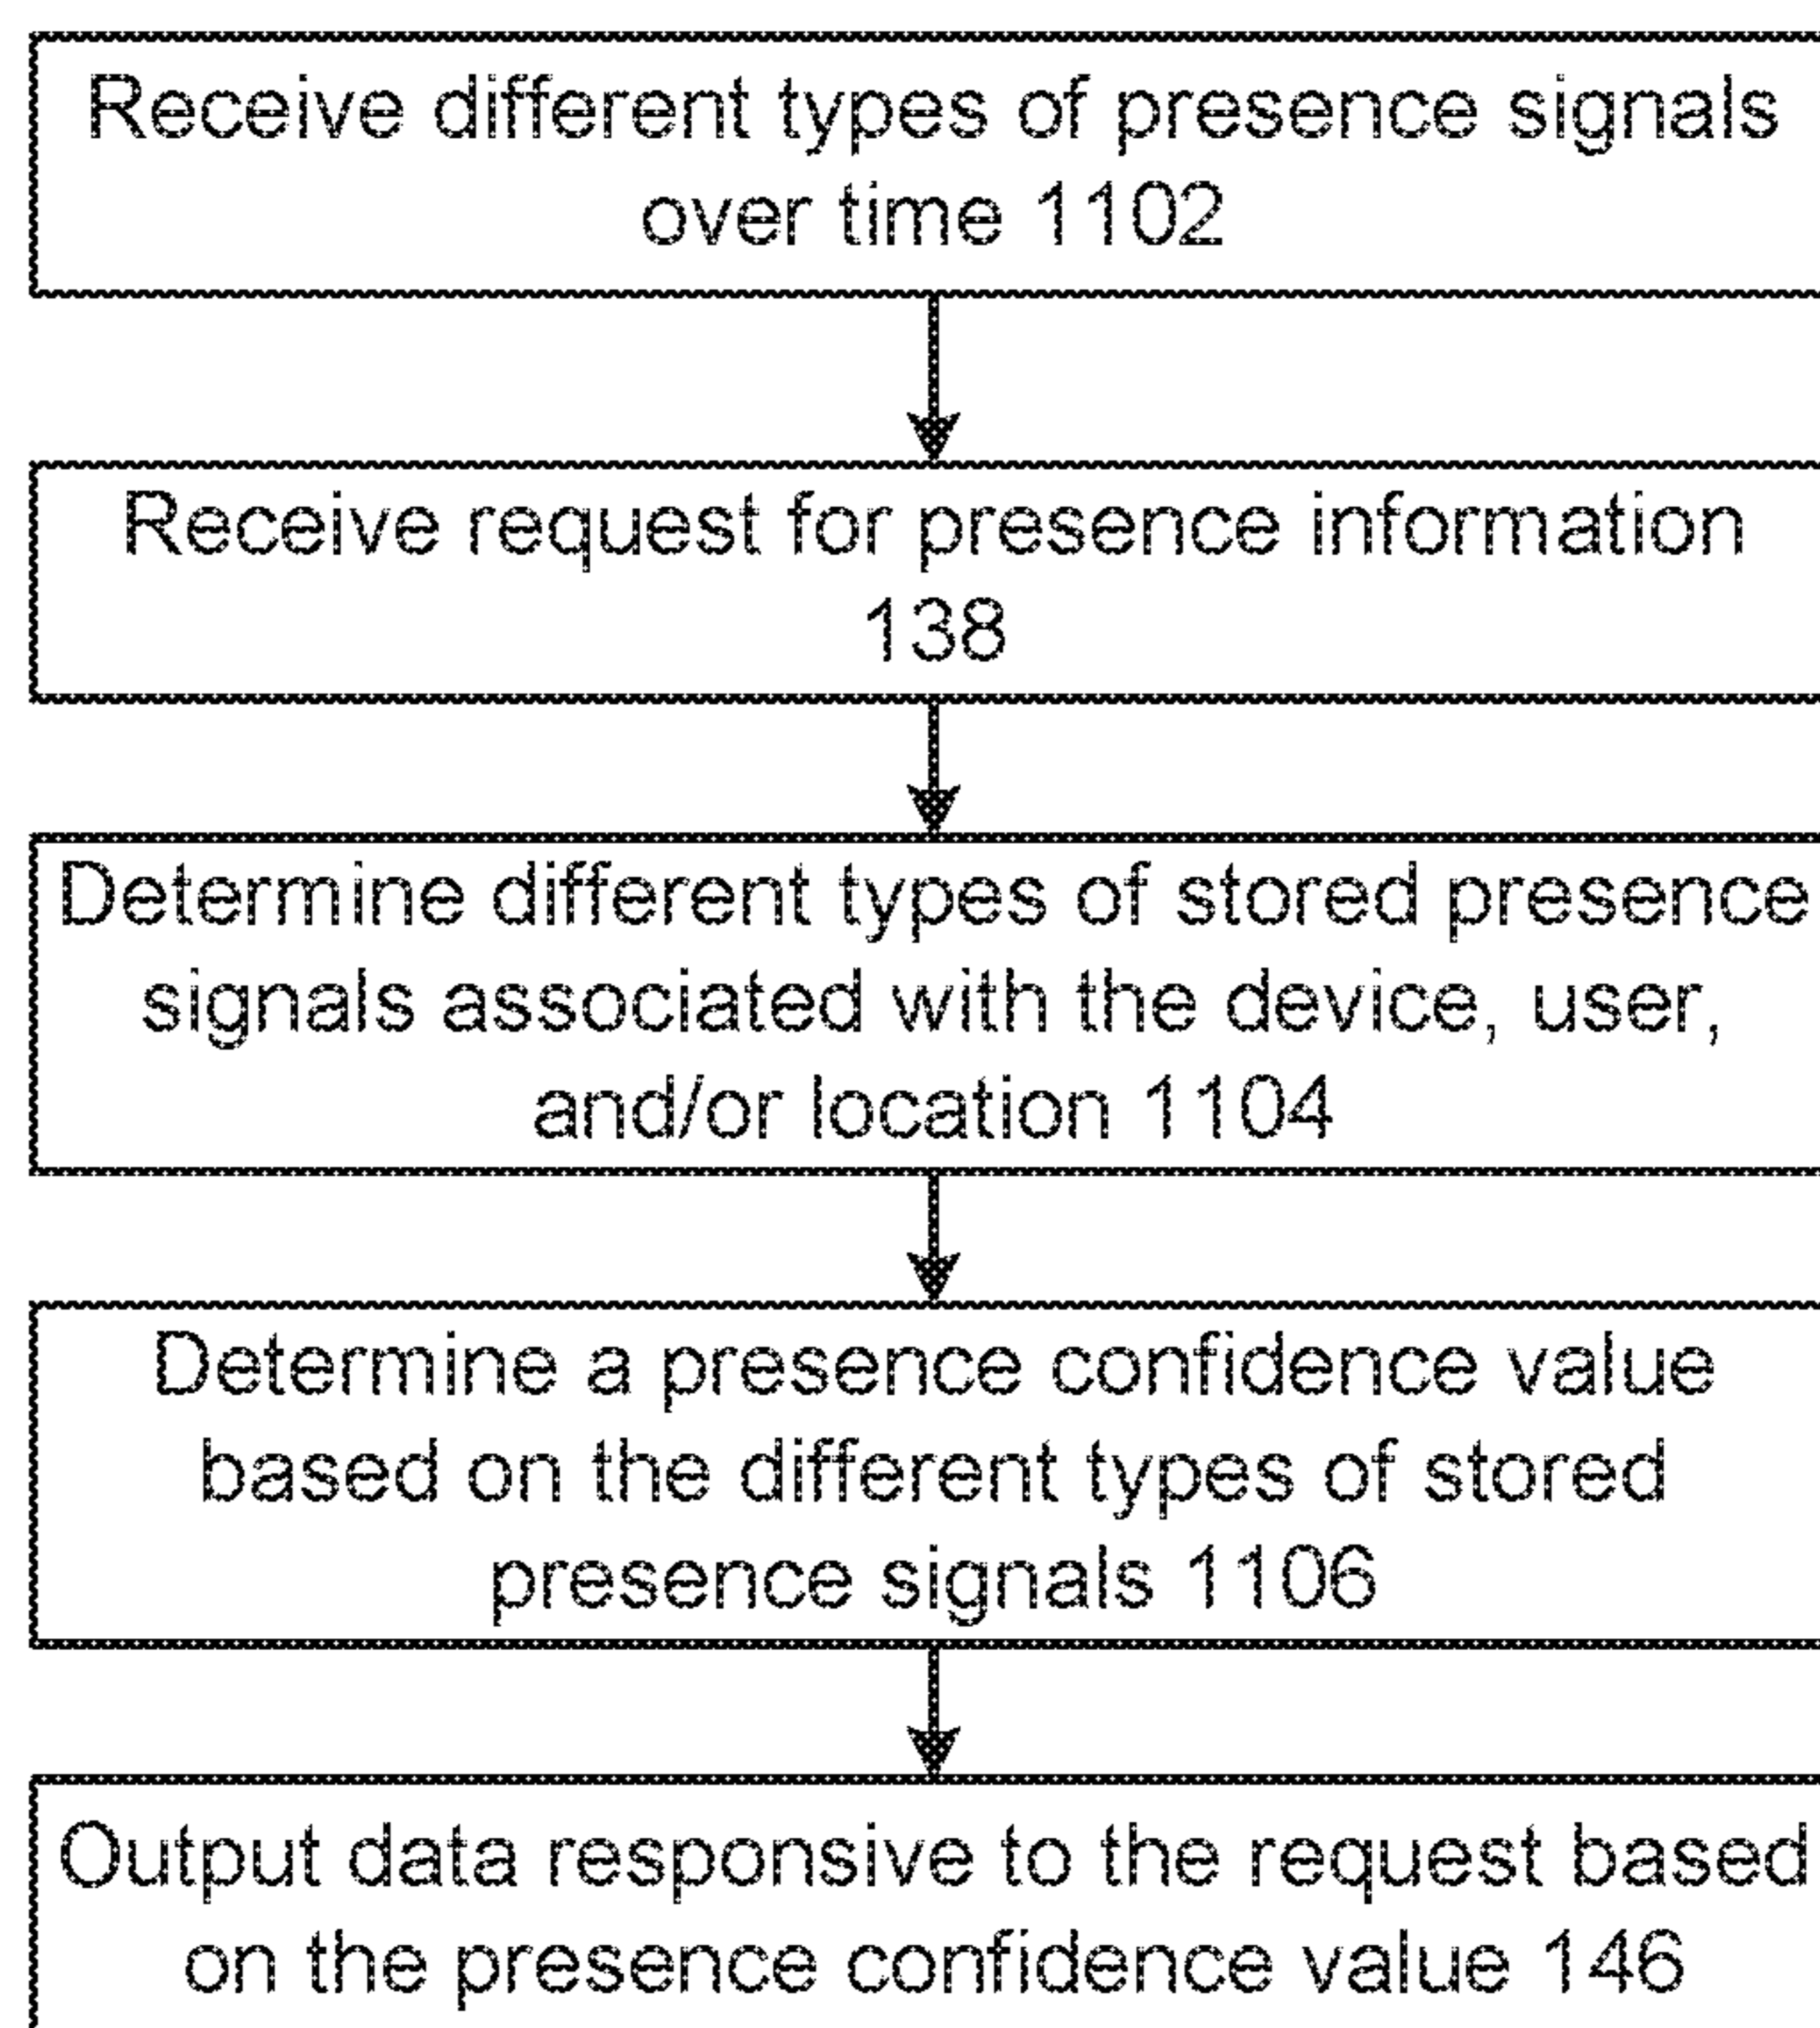 Receive different types of presence signals
over time 1102
Receive request for presence information
138
Determine different types of stored presence
signals associated with the device, user,
and/or location 1104
Determine a presence confidence value
based on the different types of stored
presence signals 1106
Output data responsive to the request based
on the presence confidence value 146